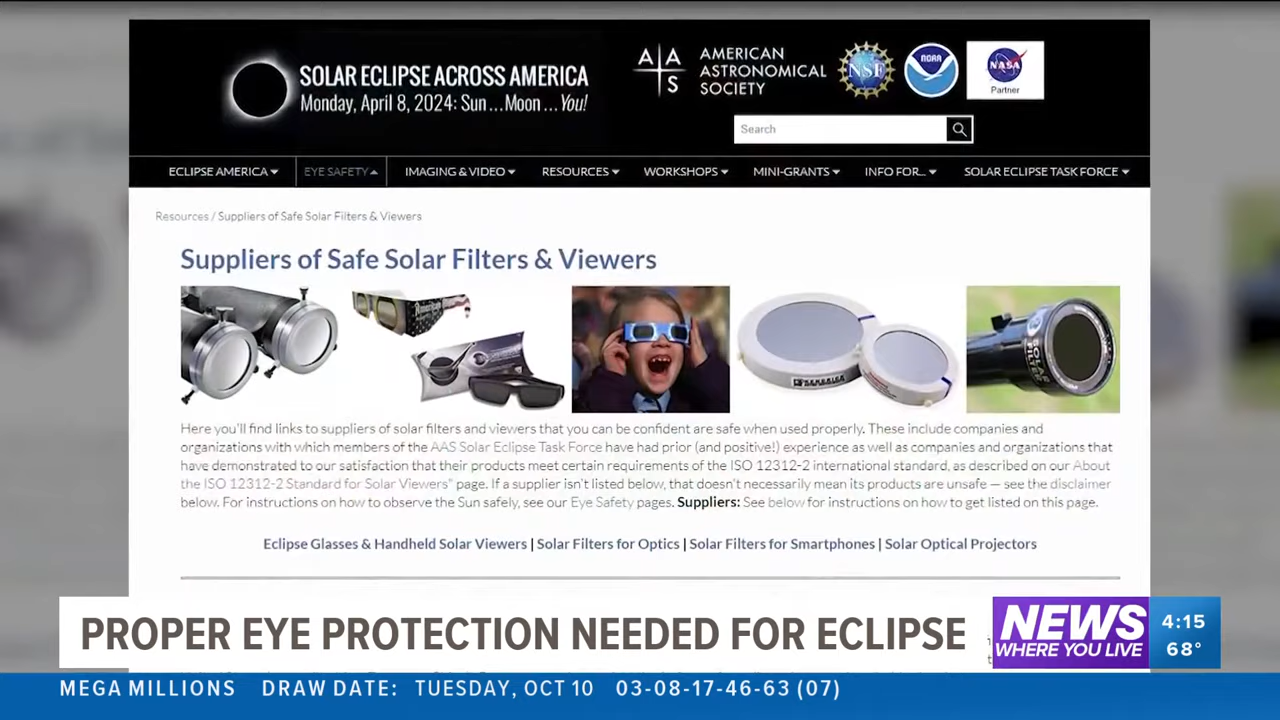 SOLAR ECLIPSE ACROSS AMERICA
Monday, April 8, 2024: Sun ...Moon ...You!
A A S
AMERICAN
ASTRONOMICAL
SOCIETY
NSF
NOAA
NASA
Partner
Search
ECLIPSE AMERICA EYE SAFETY IMAGING & VIDEO RESOURCES WORKSHOPS MINI-GRANTS INFO FOR... SOLAR ECLIPSE TASK FORCE
Resources / Suppliers of Safe Solar Filters & Viewers
Suppliers of Safe Solar Filters & Viewers
Here you'll find links to suppliers of solar filters and viewers that you can be confident are safe when used properly. These include companies and
organizations with which members of the AAS Solar Eclipse Task Force have had prior (and positive!) experience as well as companies and organizations that
have demonstrated to our satisfaction that their products meet certain requirements of the ISO 12312-2 international standard, as described on our About
the ISO 12312-2 Standard for Solar Viewers" page. If a supplier isn't listed below, that doesn't necessarily mean its products are unsafe — see the disclaimer
below. For instructions on how to observe the Sun safely, see our Eye Safety pages. Suppliers: See below for instructions on how to get listed on this page.
Eclipse Glasses & Handheld Solar Viewers | Solar Filters for Optics | Solar Filters for Smartphones | Solar Optical Projectors
PROPER EYE PROTECTION NEEDED FOR ECLIPSE
NEWS
WHERE YOU LIVE
4:15
68°
MEGA MILLIONS DRAW DATE: TUESDAY, OCT 10 03-08-17-46-63 (07)